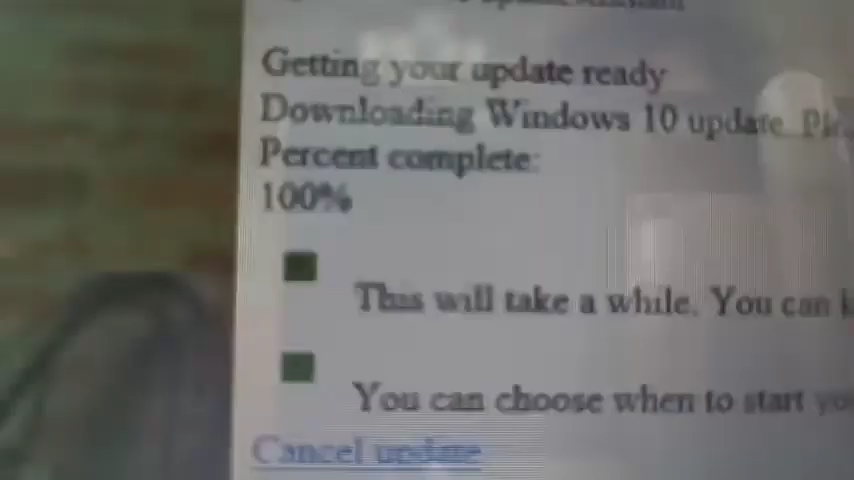 Getting your update ready
Downloading Windows 10 update
Percent complete:
100%
This will take a while. You can
You can choose when to start
Cancel update